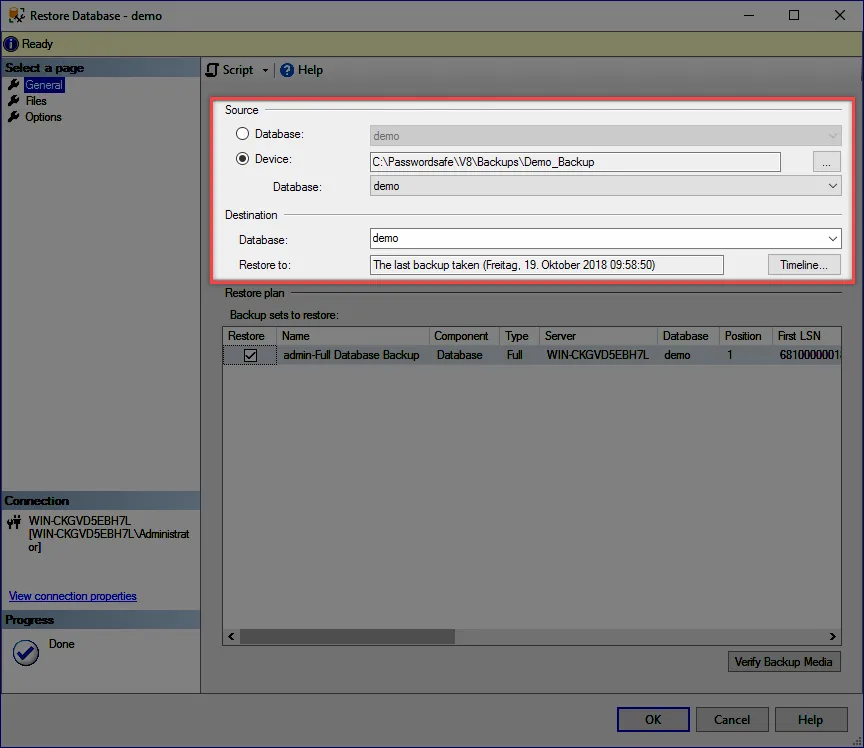 Restore Database - demo
Ready
Select a page
General
Files
Options
Script
Help
Source
Database:
demo
Device:
C:\Passwordsafe\V8\Backups\Demo_Backup
...
Database:
demo
Destination
Database:
demo
Restore to:
The last backup taken (Freitag, 19. Oktober 2018 09:58:50)
Timeline...
Restore plan
Backup sets to restore:
Restore Name Component Type Server Database Position First LSN
admin-Full Database Backup Database Full WIN-CKGVD5EBH7L demo 1 6810000001
Connection
WIN-CKGVD5EBH7L
[WIN-CKGVD5EBH7L\Administrat
or]
View connection properties
Progress
Done
Verify Backup Media
OK
Cancel
Help